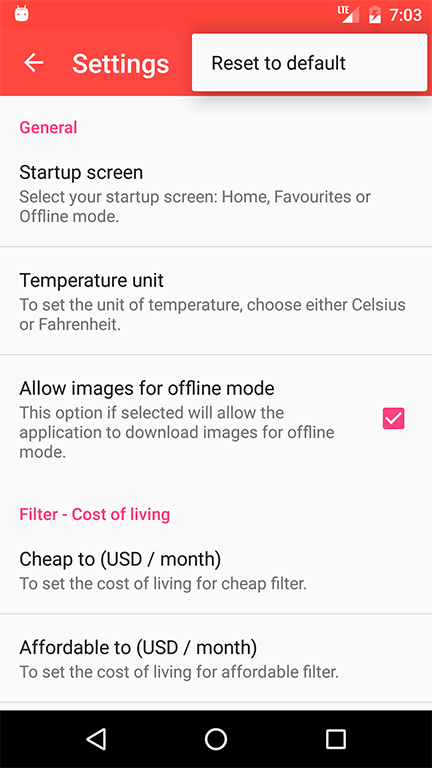 LTE 7:03
Settings
Reset to default
General
Startup screen
Select your startup screen: Home, Favourites or
Offline mode.
Temperature unit
To set the unit of temperature, choose either Celsius
or Fahrenheit.
Allow images for offline mode
This option if selected will allow the
application to download images for offline
mode.
Filter - Cost of living
Cheap to (USD / month)
To set the cost of living for cheap filter.
Affordable to (USD / month)
To set the cost of living for affordable filter.